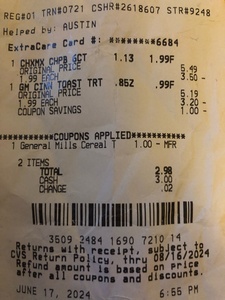 REG#01 TRN#0721 CSHR#2618607 STR#9248
Helped by: AUSTIN
ExtraCare Card #: *******6684
1 CHXMX CHPB GCT 1.13 1.99F
ORIGINAL PRICE 5.49
1.99 EACH 3.50 -
1 GM CINW TOAST TRT .85Z .99F
ORIGINAL PRICE 5.19
1.99 EACH 3.20 -
COUPON SAVINGS 1.00 -
COUPONS APPLIED
1 General Mills Cereal T 1.00 - MFR
2 ITEMS
TOTAL 2.98
CASH 3.00
CHANGE .02
3509 2484 1690 7210 14
Returns with receipt, subject to
CVS Return Policy, thru 08/16/2024
Refund amount is based on price
after all coupons and discounts.
JUNE 17, 2024 6:55 PM